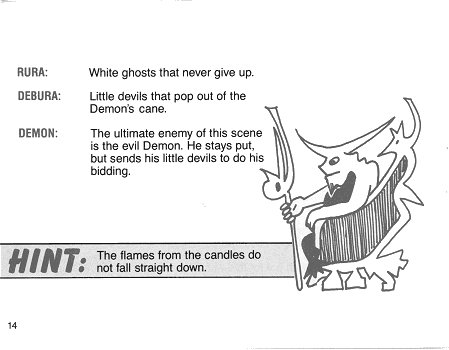 RURA: White ghosts that never give up.
DEBURA: Little devils that pop out of the
Demon's cane.
DEMON: The ultimate enemy of this scene
is the evil Demon. He stays put,
but sends his little devils to do his
bidding.
HINT: The flames from the candles do
not fall straight down.
14